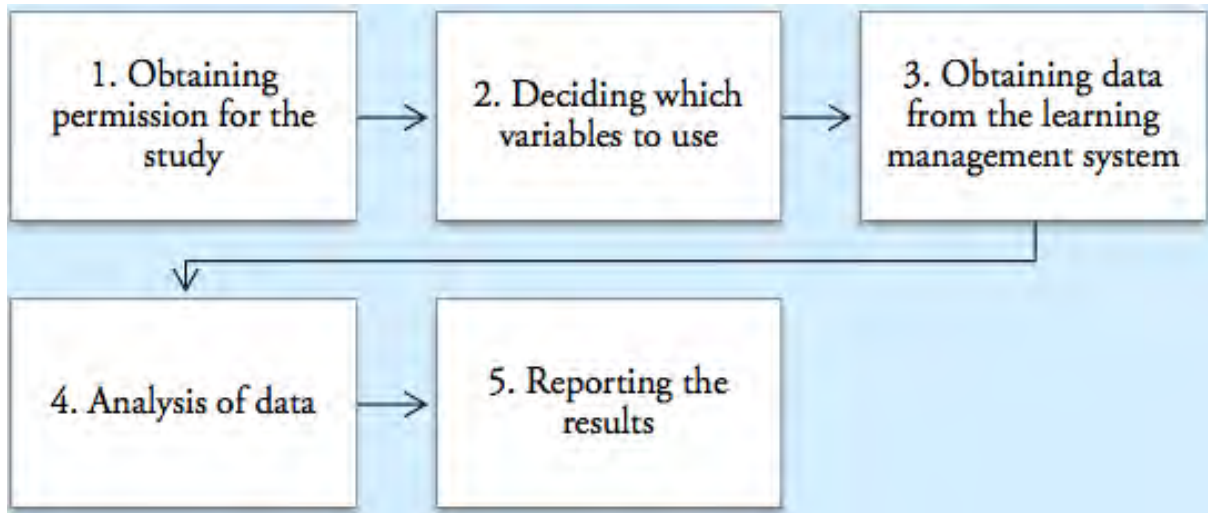 1. Obtaining
permission for the
study
2. Deciding which
variables to use
3. Obtaining data
from the learning
management system
4. Analysis of data
5. Reporting the
results